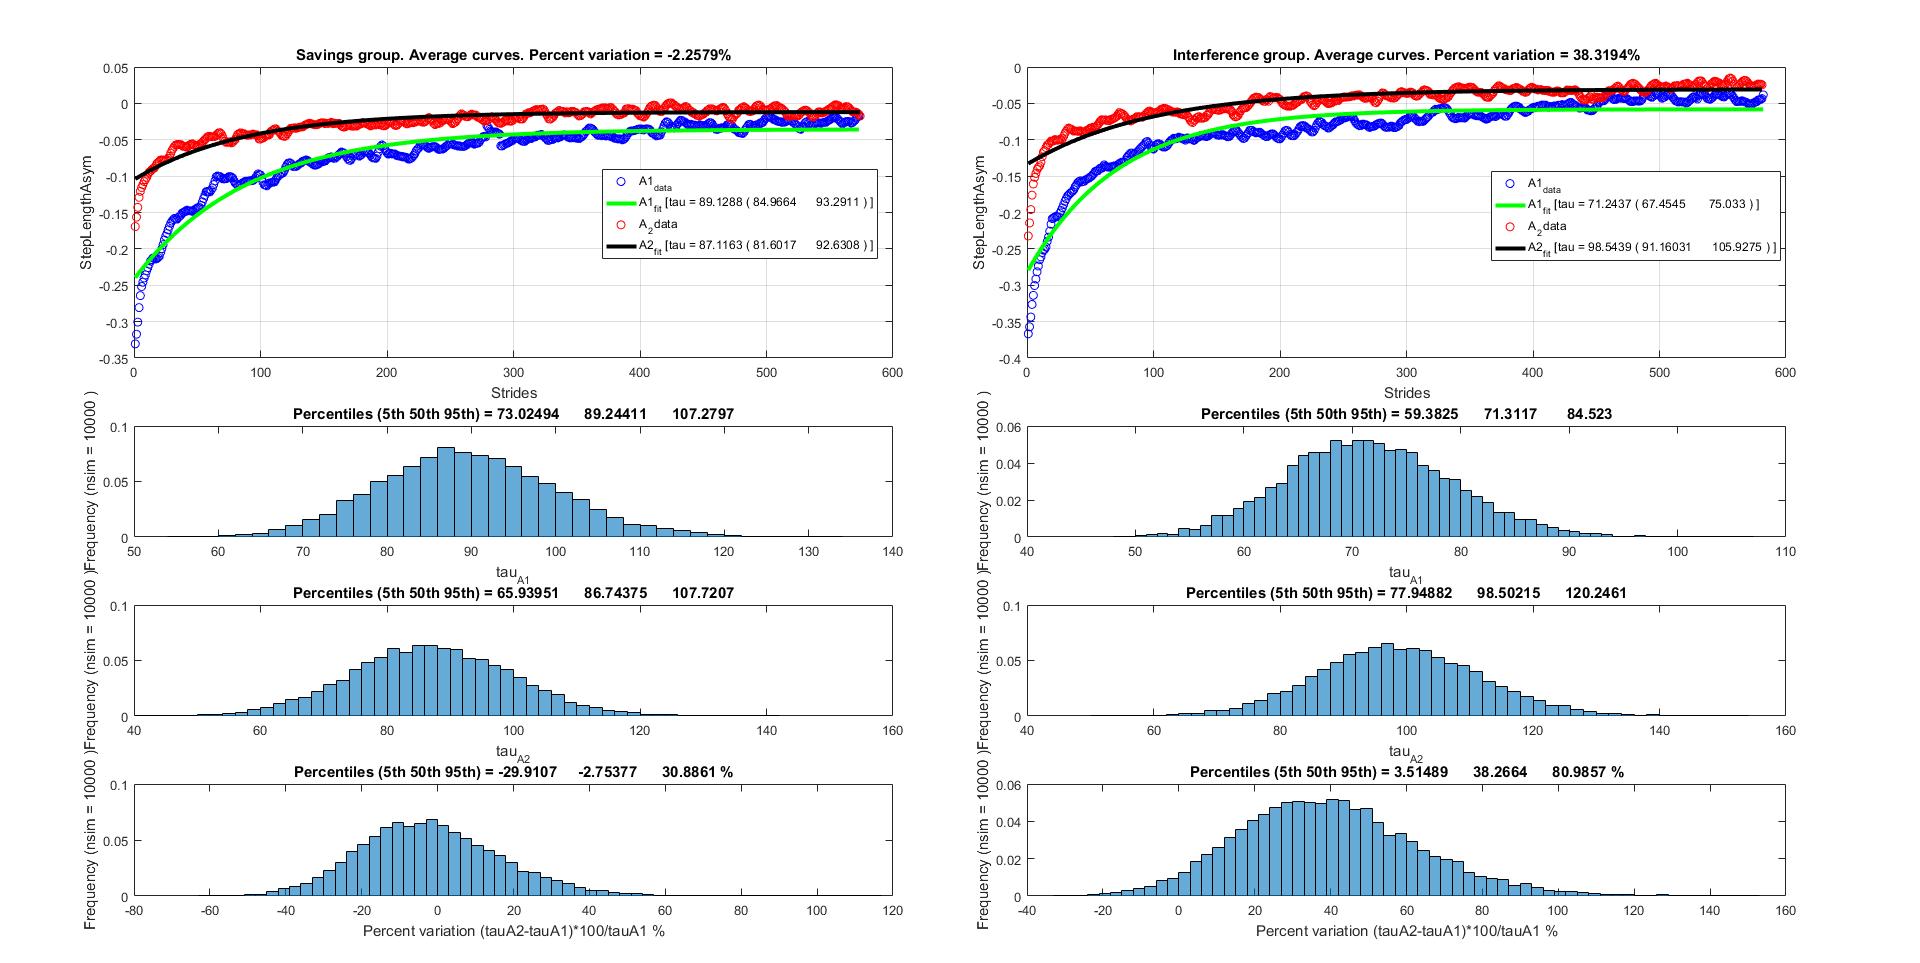 Savings group. Average curves. Percent variation = -2.2579%
0.05
0
-0.05
-0.1
-0.15
-0.2
-0.25
-0.3
-0.35
StepLengthAsym
A1data
A1fit [tau = 89.1288 ( 84.9664 93.2911 ) ]
A2data
A2fit [tau = 87.1163 ( 81.6017 92.6308 ) ]
0 100 200 300 400 500 600
Strides
Interference group. Average curves. Percent variation = 38.3194%
0
-0.05
-0.1
-0.15
-0.2
-0.25
-0.3
-0.35
-0.4
StepLengthAsym
A1data
A1fit [tau = 71.2437 ( 67.4545 75.033 ) ]
A2data
A2fit [tau = 98.5439 ( 91.16031 105.9275 ) ]
0 100 200 300 400 500 600
Strides
Percentiles (5th 50th 95th) = 73.02494 89.24411 107.2797
Frequency (nsim = 10000 )
0.1
0.05
0
50 60 70 80 90 100 110 120 130 140
tauA1
Percentiles (5th 50th 95th) = 59.3825 71.3117 84.523
Frequency (nsim = 10000 )
0.06
0.04
0.02
0
40 50 60 70 80 90 100 110
tauA1
Percentiles (5th 50th 95th) = 65.93951 86.74375 107.7207
Frequency (nsim = 10000 )
0.1
0.05
0
40 60 80 100 120 140 160
tauA2
Percentiles (5th 50th 95th) = 77.94882 98.50215 120.2461
Frequency (nsim = 10000 )
0.1
0.05
0
40 60 80 100 120 140 160
tauA2
Percentiles (5th 50th 95th) = -29.9107 -2.75377 30.8861 %
Frequency (nsim = 10000 )
0.1
0.05
0
-80 -60 -40 -20 0 20 40 60 80 100 120
Percent variation (tauA2-tauA1)*100/tauA1 %
Percentiles (5th 50th 95th) = 3.51489 38.2664 80.9857 %
Frequency (nsim = 10000 )
0.06
0.04
0.02
0
-40 -20 0 20 40 60 80 100 120 140 160
Percent variation (tauA2-tauA1)*100/tauA1 %